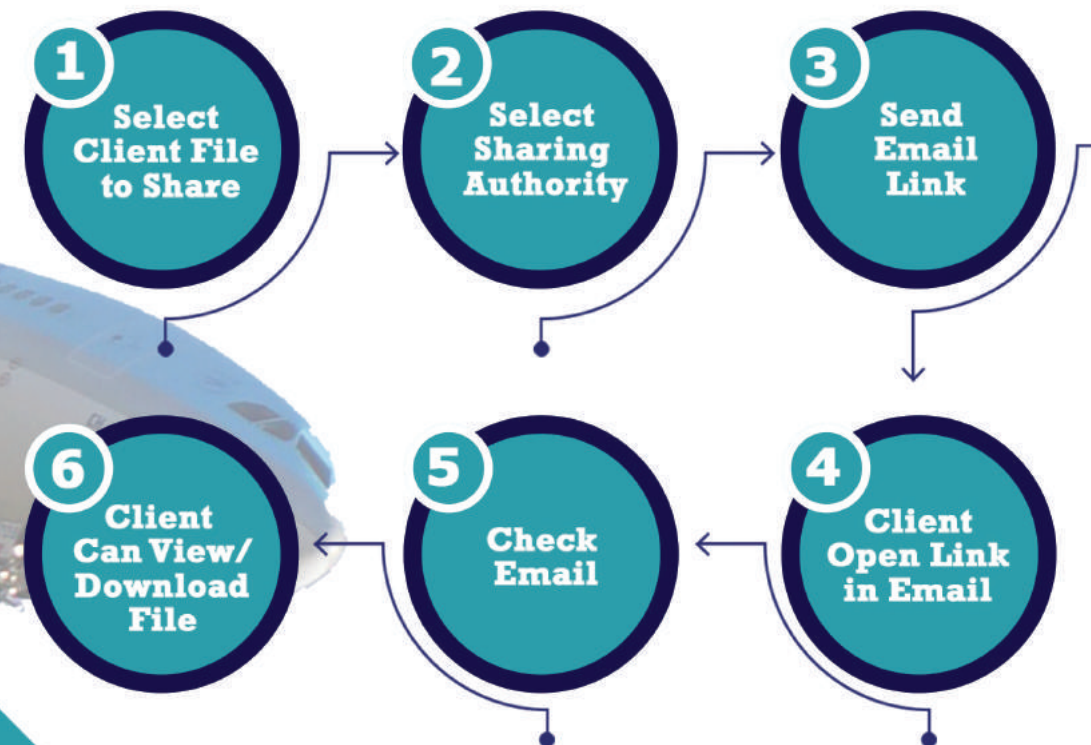 1
Select
Client File
to Share
2
Select
Sharing
Authority
3
Send
Email
Link
4
Client
Open Link
in Email
5
Check
Email
6
Client
Can View/
Download
File